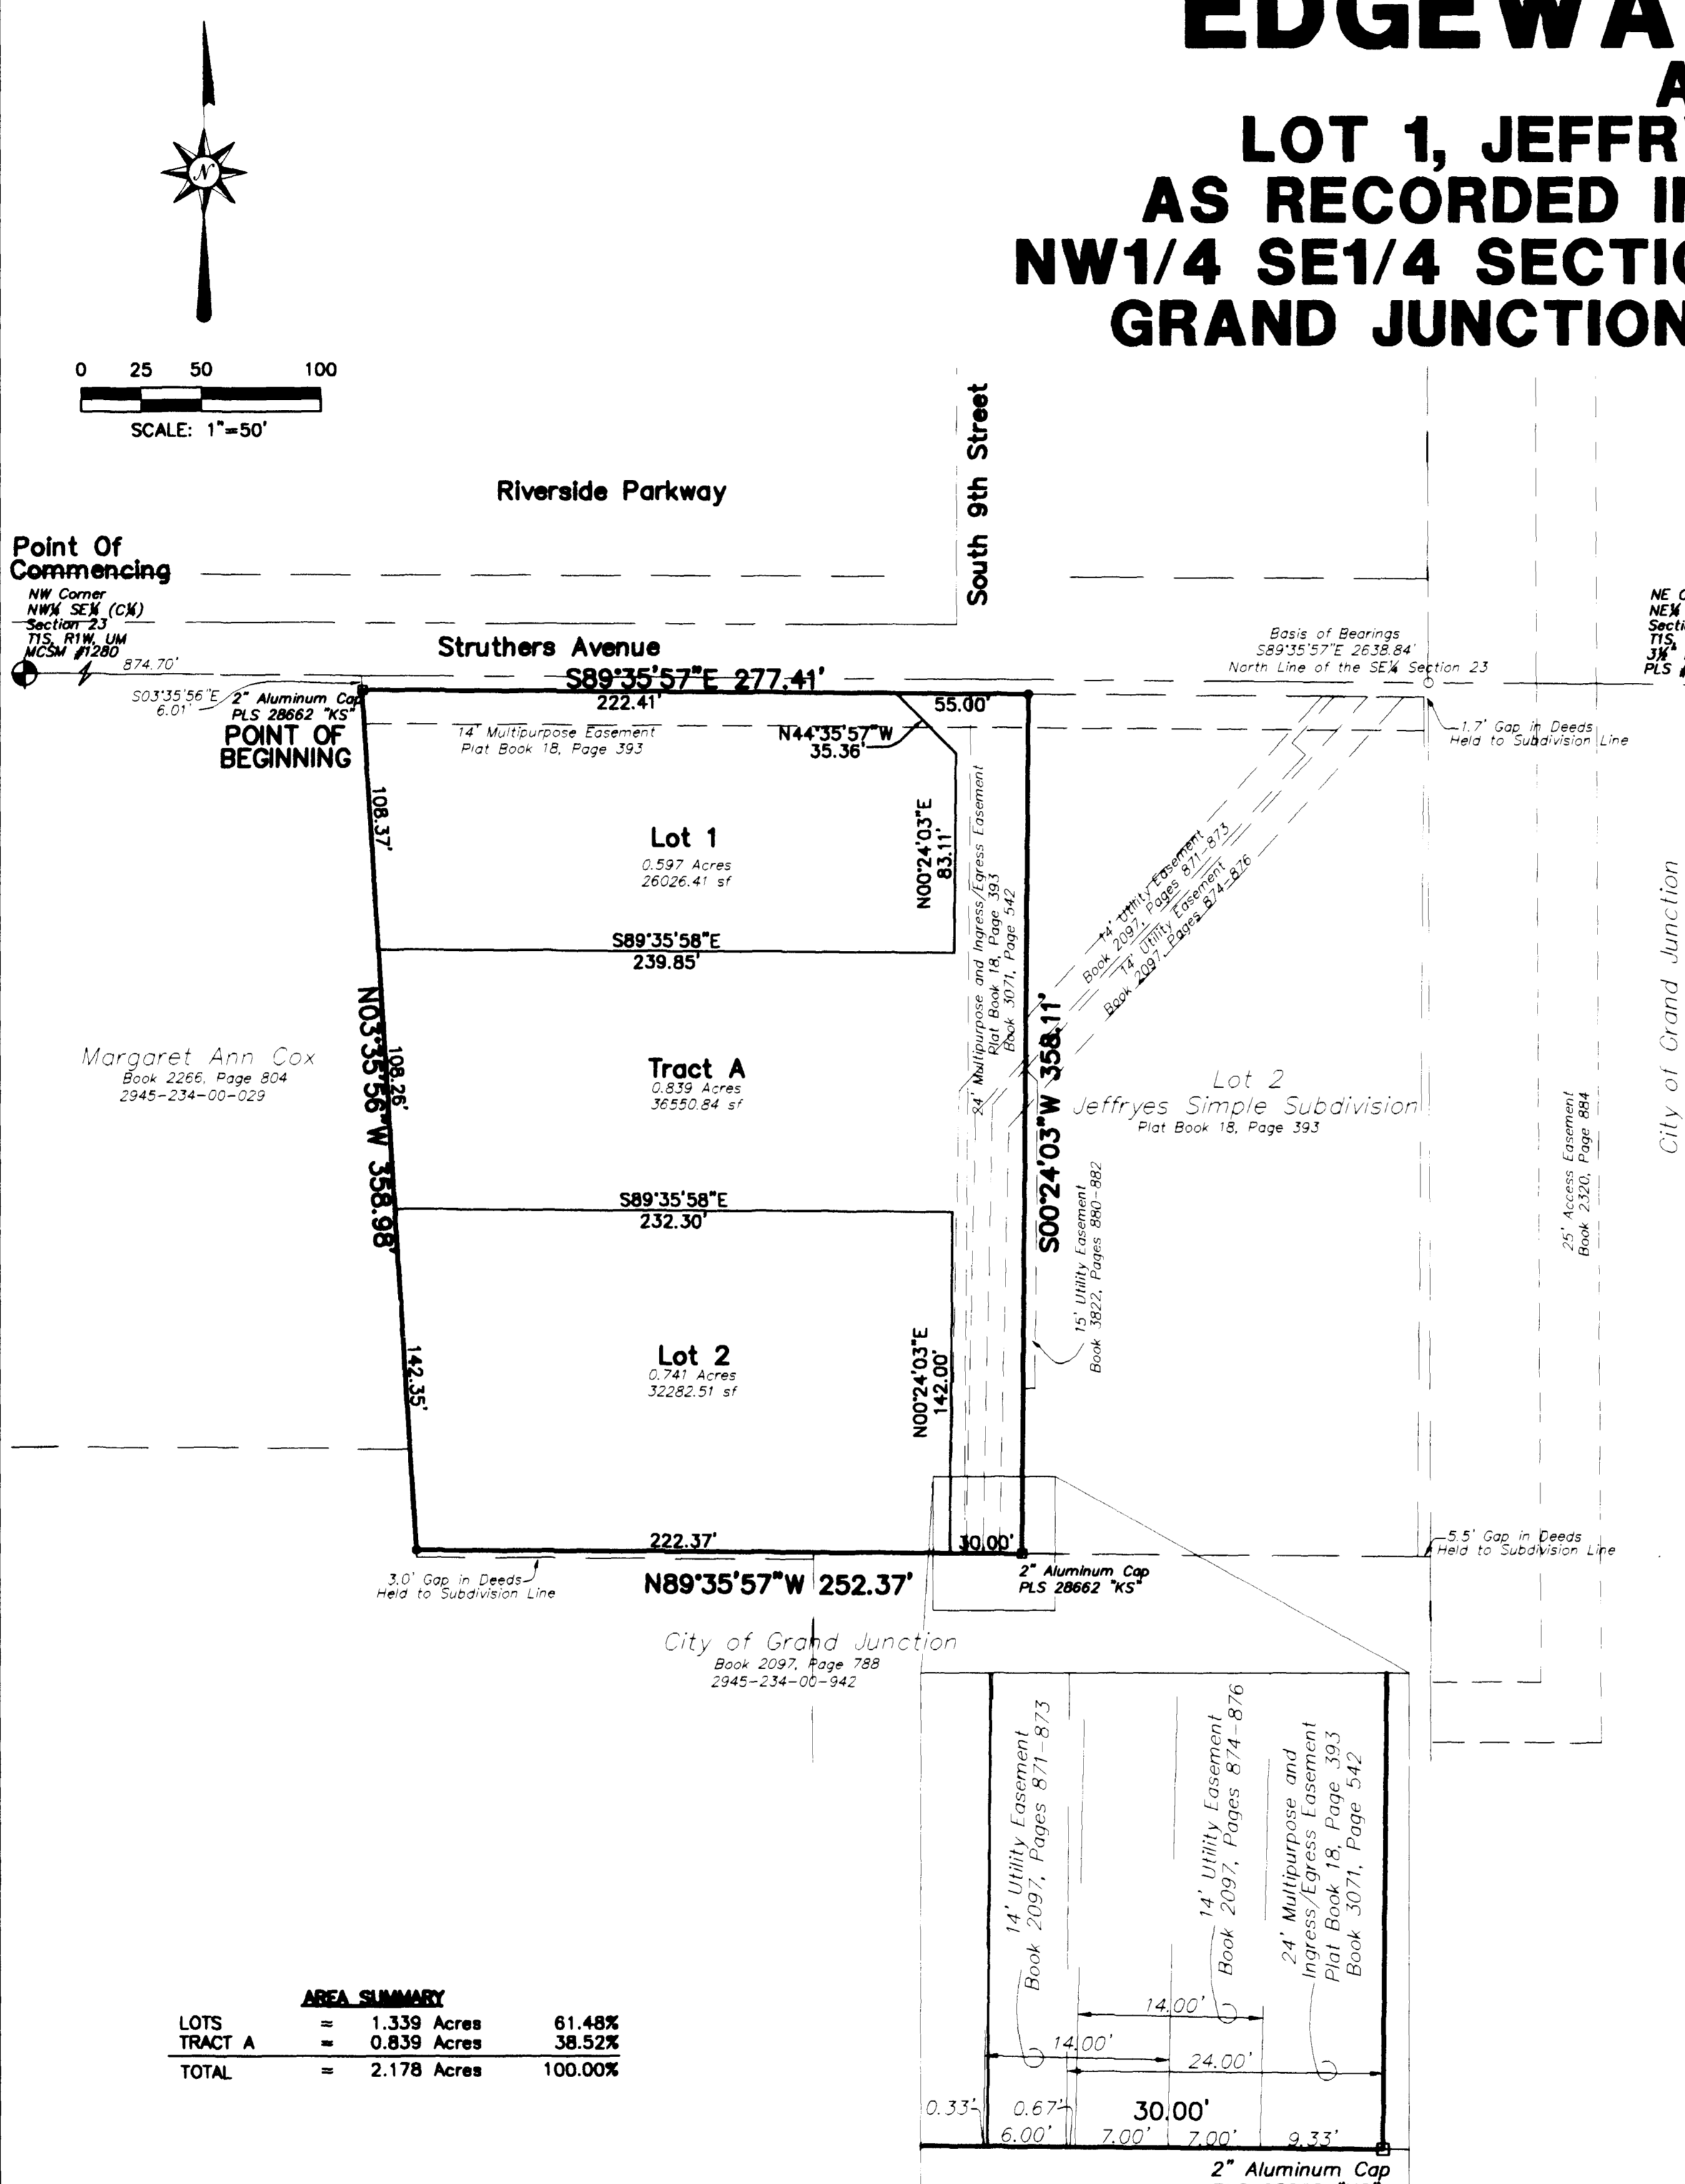 EDGEWA
A
LOT 1, JEFFR
AS RECORDED I
NW1/4 SE1/4 SECTI
GRAND JUNCTION
N
0 25 50 100
SCALE: 1"=50'
Riverside Parkway
South 9th Street
Point Of
Commencing
NW Corner
NW¼ SE¼ (C¼)
Section 23
T1S, R1W, UM
MCSM #1280
874.70'
S03°35'56"E
6.01'
2" Aluminum Cap
PLS 28662 "KS"
POINT OF
BEGINNING
Struthers Avenue
S89°35'57"E 277.41'
222.41'
55.00'
Basis of Bearings
S89°35'57"E 2638.84'
North Line of the SE¼ Section 23
NE
NE¼
Secti
T1S,
3¼"
PLS #
14' Multipurpose Easement
Plat Book 18, Page 393
N44°35'57"W
35.36'
1.7' Gap in Deeds
Held to Subdivision Line
108.37'
Lot 1
0.597 Acres
26026.41 sf
N00°24'03"E
83.11'
24' Multipurpose and Ingress/Egress Easement
Plat Book 18, Page 393
Book 3071, Page 542
14' Utility Easement
Book 2097, Pages 871-873
14' Utility Easement
Book 2097, Pages 874-876
S89°35'58"E
239.85'
City of Grand Junction
Margaret Ann Cox
Book 2266, Page 804
2945-234-00-029
N03°35'56"W 358.98'
108.26'
Tract A
0.839 Acres
36550.84 sf
S00°24'03"W 358.11'
Lot 2
Jeffryes Simple Subdivision
Plat Book 18, Page 393
25' Access Easement
Book 2320, Page 884
15' Utility Easement
Book 3822, Pages 880-882
S89°35'58"E
232.30'
Lot 2
0.741 Acres
32282.51 sf
142.35'
N00°24'03"E
142.00'
222.37'
30.00'
5.5' Gap in Deeds
Held to Subdivision Line
3.0' Gap in Deeds
Held to Subdivision Line
N89°35'57"W 252.37'
2" Aluminum Cap
PLS 28662 "KS"
City of Grand Junction
Book 2097, Page 788
2945-234-00-942
14' Utility Easement
Book 2097, Pages 871-873
14' Utility Easement
Book 2097, Pages 874-876
24' Multipurpose and
Ingress/Egress Easement
Plat Book 18, Page 393
Book 3071, Page 542
14.00'
14.00'
24.00'
0.33'
0.67'
30.00'
6.00'
7.00'
7.00'
9.33'
2" Aluminum Cap
AREA SUMMARY
LOTS = 1.339 Acres 61.48%
TRACT A = 0.839 Acres 38.52%
TOTAL = 2.178 Acres 100.00%